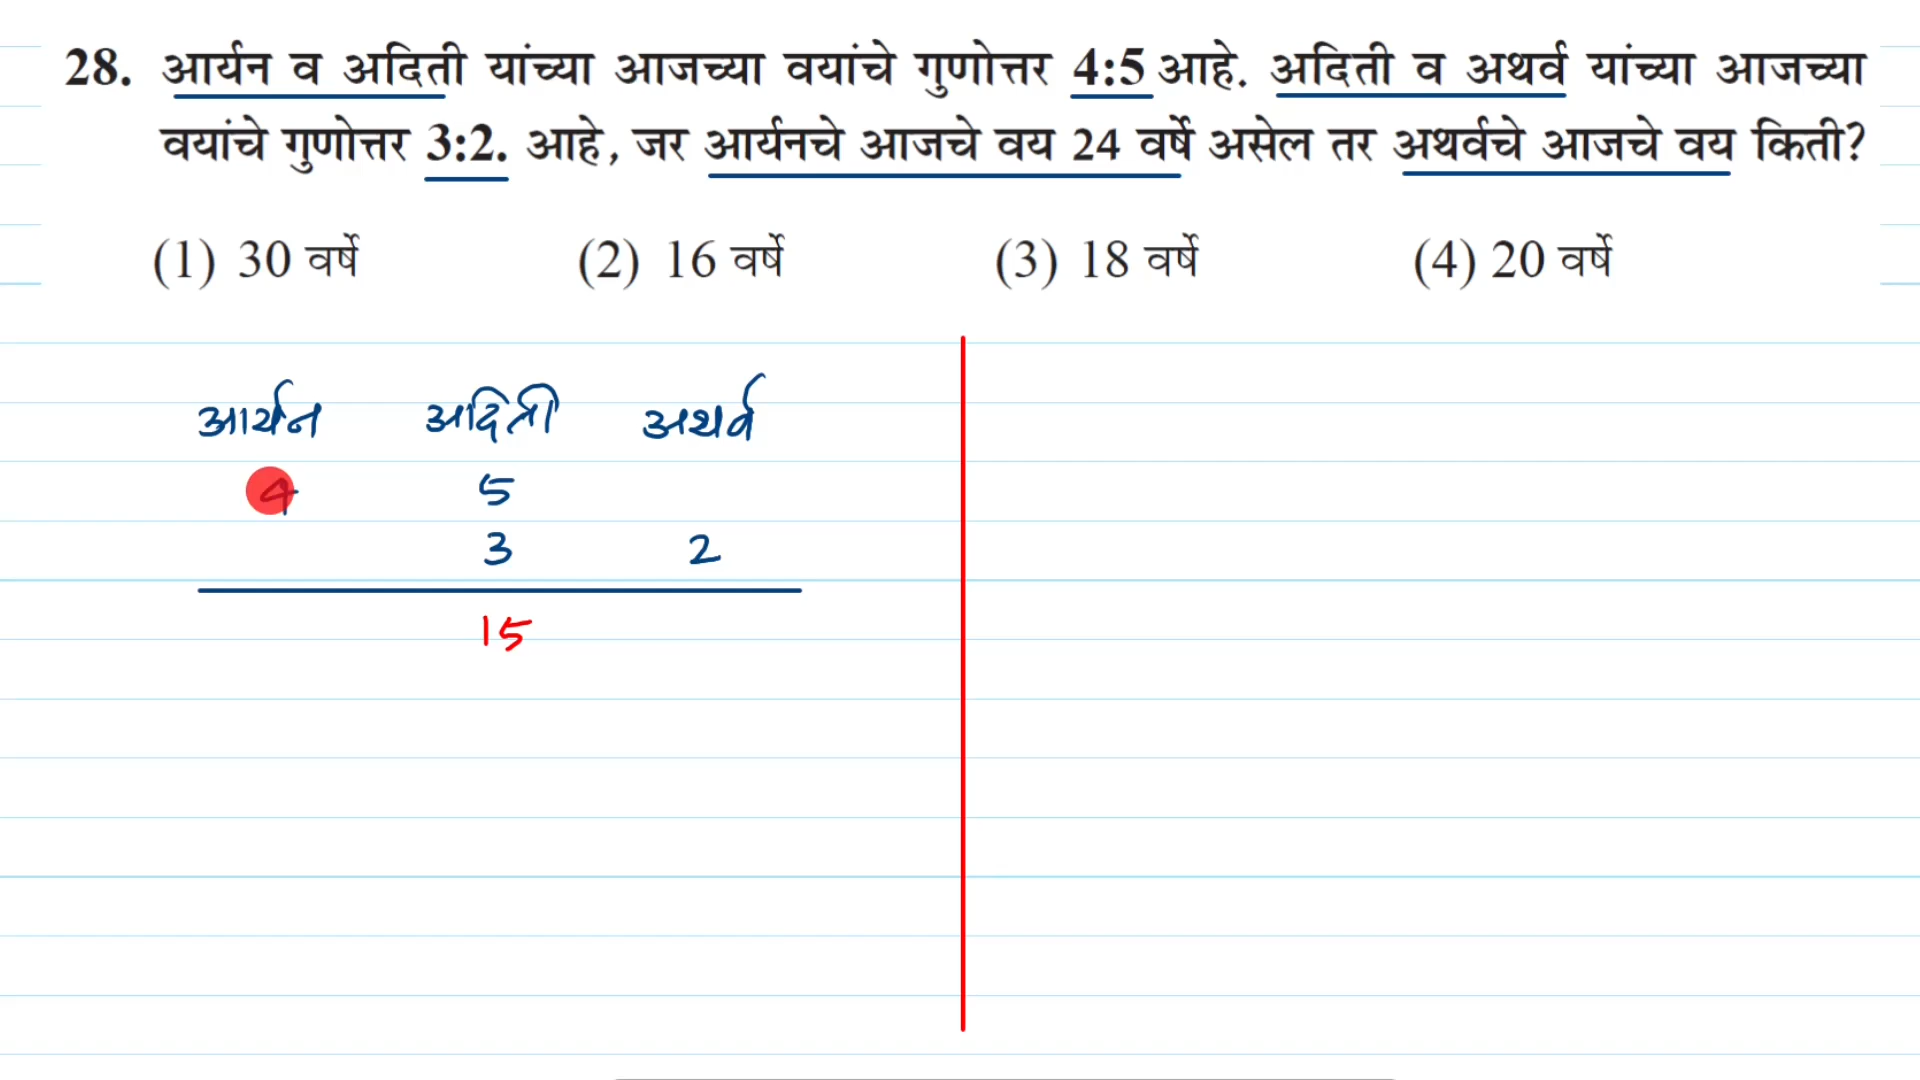 28. आर्यन व अदिती यांच्या आजच्या वयांचे गुणोत्तर 4:5 आहे. अदिती व अथर्व यांच्या आजच्या
वयांचे गुणोत्तर 3:2. आहे, जर आर्यनचे आजचे वय 24 वर्षे असेल तर अथर्वचे आजचे वय किती?
(1) 30 वर्षे (2) 16 वर्षे (3) 18 वर्षे (4) 20 वर्षे
आर्यन अदिती अथर्व
4 5
3 2
15